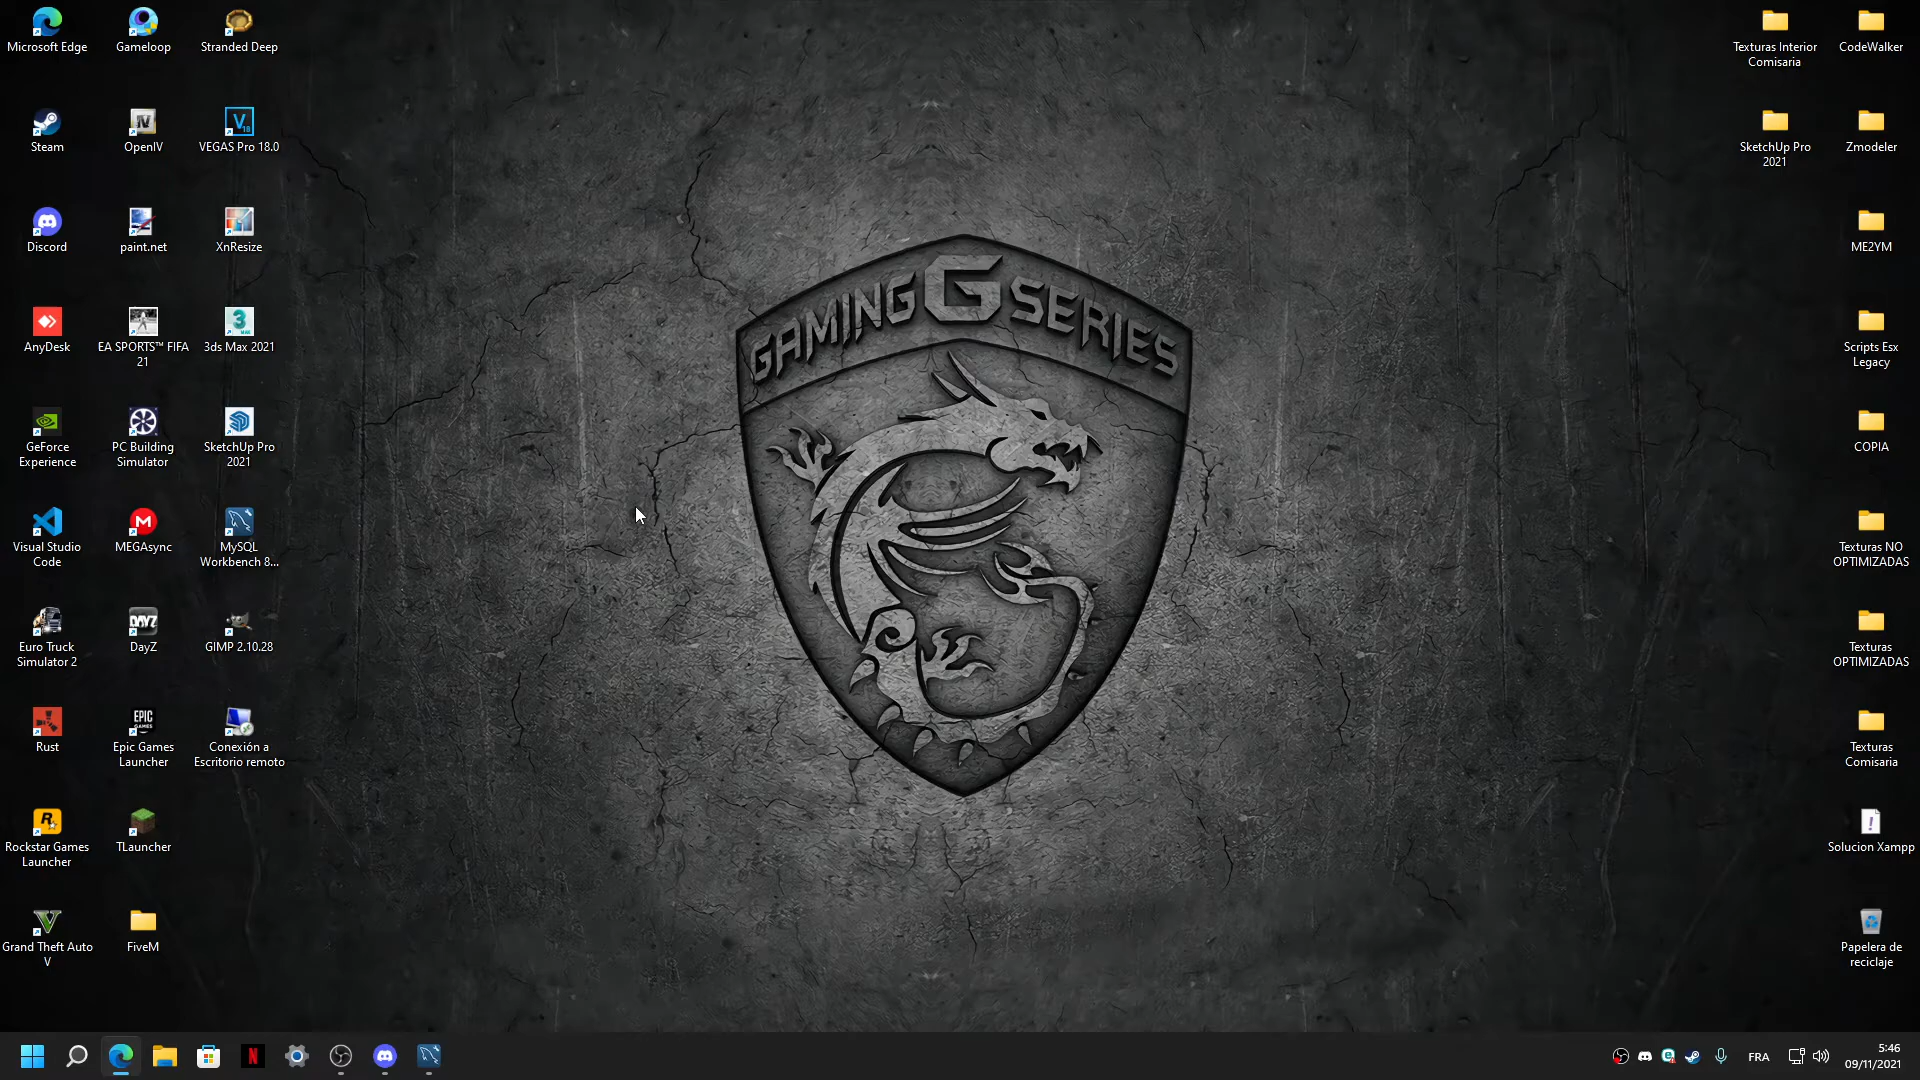 Microsoft Edge
Gameloop
Stranded Deep
Steam
OpenIV
VEGAS Pro 18.0
Discord
paint.net
XnResize
AnyDesk
EA SPORTS™ FIFA
21
3ds Max 2021
GeForce
Experience
PC Building
Simulator
SketchUp Pro
2021
Visual Studio
Code
MEGAsync
MySQL
Workbench 8...
Euro Truck
Simulator 2
DayZ
GIMP 2.10.28
Rust
Epic Games
Launcher
Conexión a
Escritorio remoto
Rockstar Games
Launcher
TLauncher
Grand Theft Auto
V
FiveM
GAMING G SERIES
Texturas Interior
Comisaria
CodeWalker
SketchUp Pro
2021
Zmodeler
ME2YM
Scripts Esx
Legacy
COPIA
Texturas NO
OPTIMIZADAS
Texturas
OPTIMIZADAS
Texturas
Comisaria
Solucion Xampp
Papelera de
reciclaje
FRA
5:46
09/11/2021